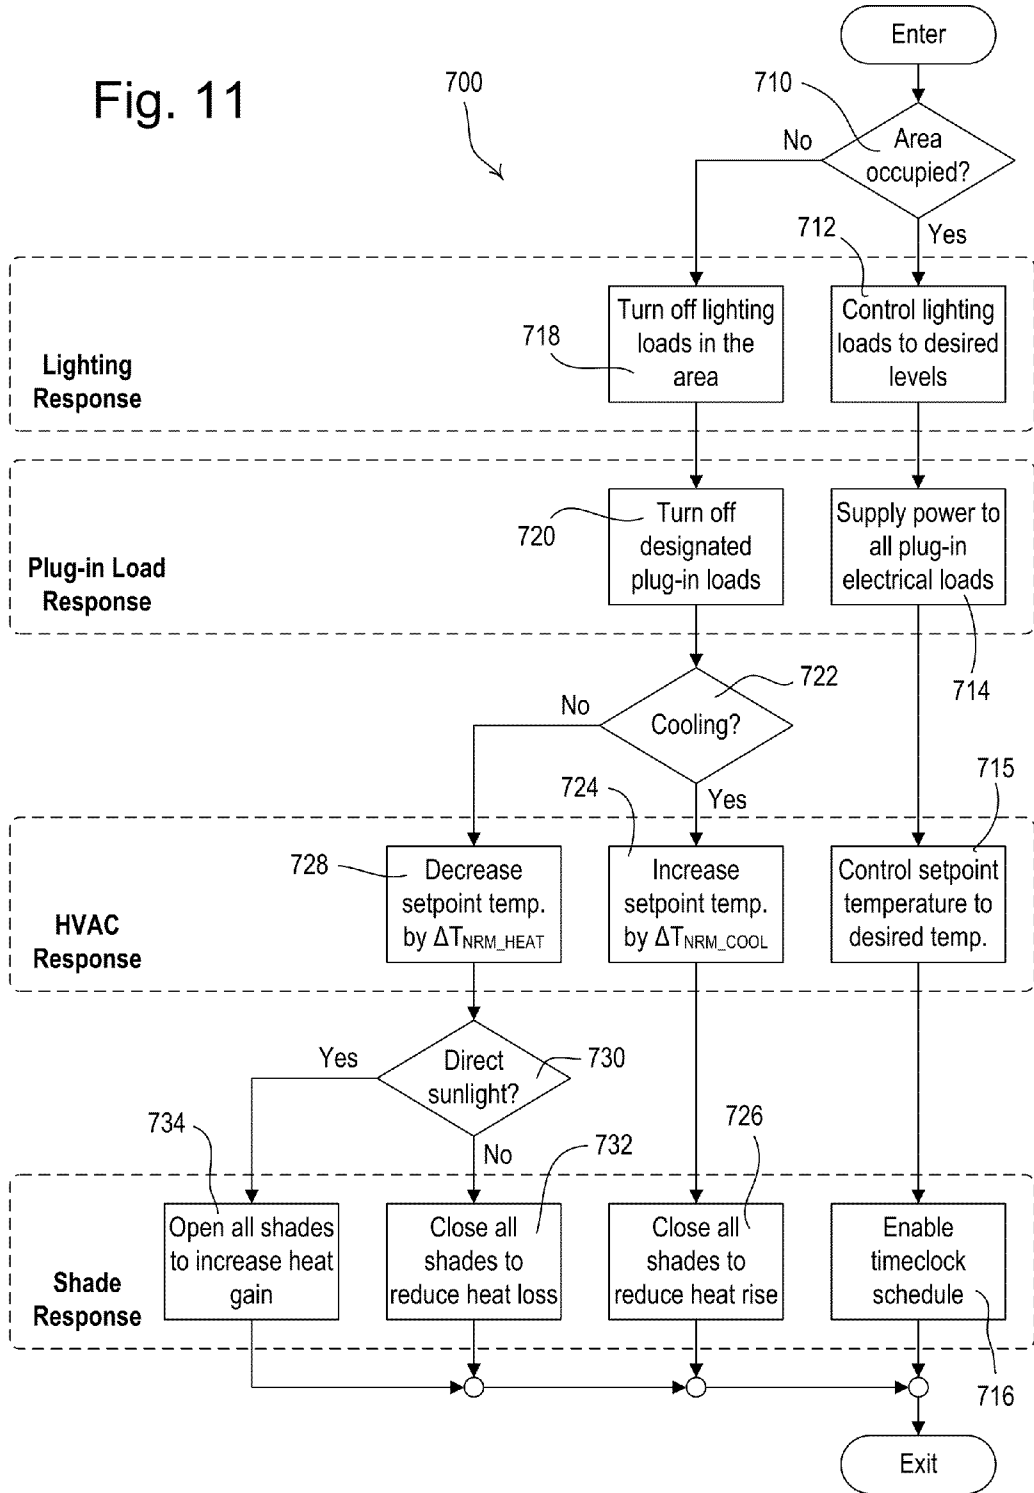 Enter
Fig. 11
700
710
Area
occupied?
No
Yes
712
Lighting
Response
718
Turn off lighting
loads in the
area
Control lighting
loads to desired
levels
Plug-in Load
Response
720
Turn off
designated
plug-in loads
Supply power to
all plug-in
electrical loads
714
722
Cooling?
No
Yes
724
715
HVAC
Response
728
Decrease
setpoint temp.
by ΔTNRM_HEAT
Increase
setpoint temp.
by ΔTNRM_COOL
Control setpoint
temperature to
desired temp.
Yes
Direct
sunlight?
730
No
734
732
726
Shade
Response
Open all shades
to increase heat
gain
Close all
shades to
reduce heat loss
Close all
shades to
reduce heat rise
Enable
timeclock
schedule
716
Exit